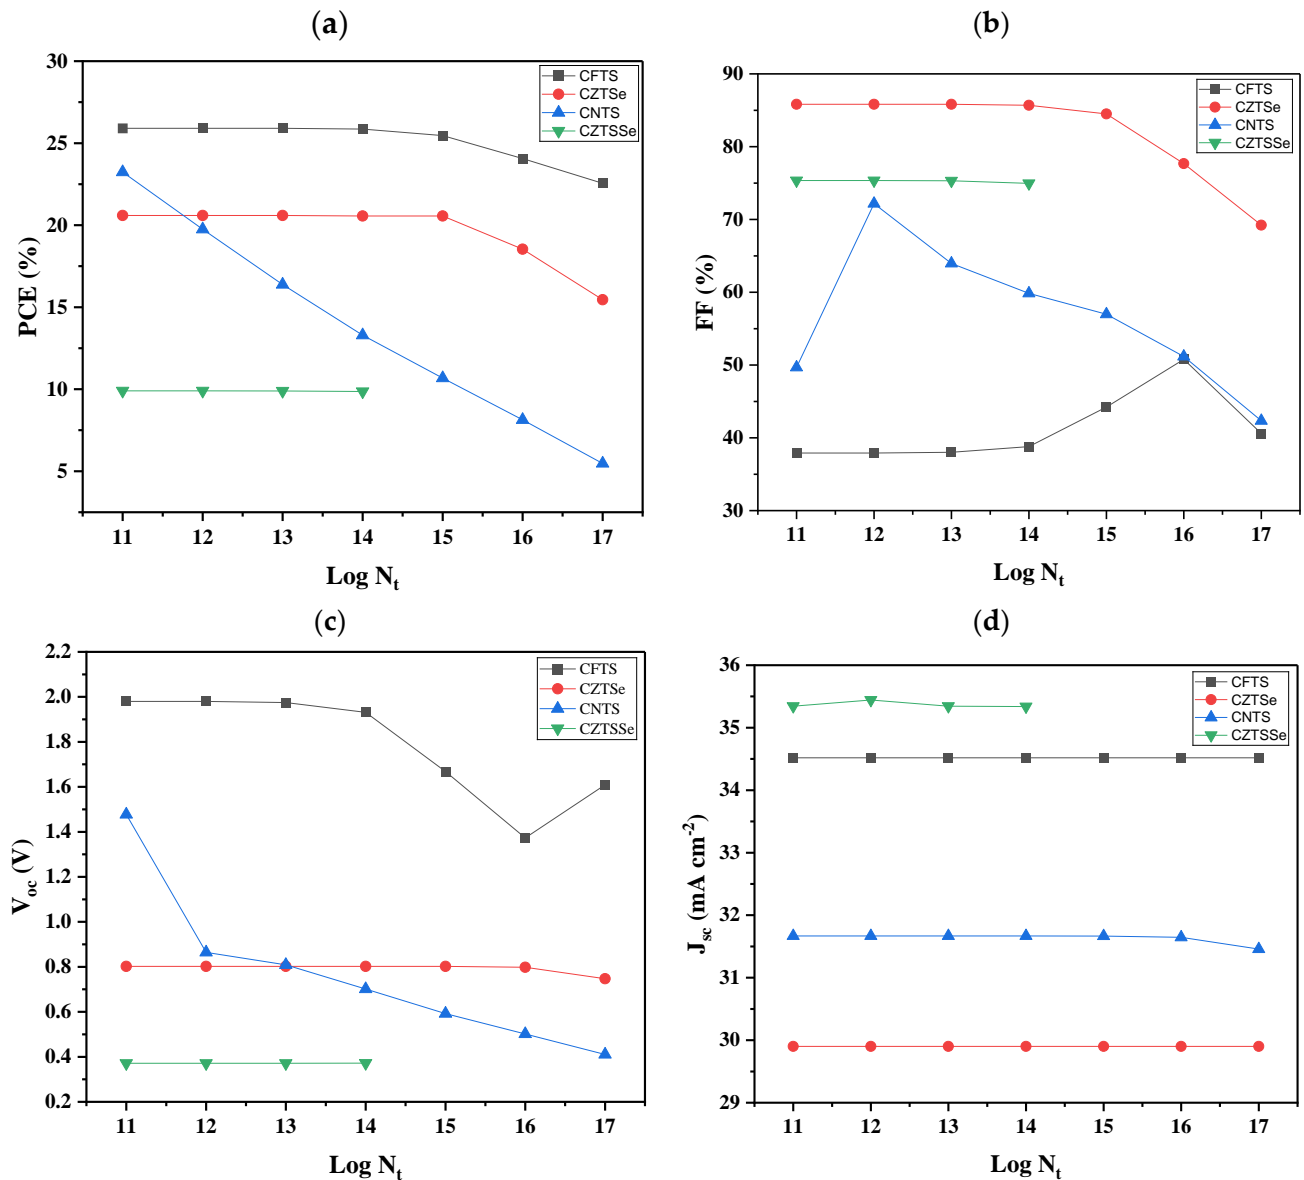 (a)
30
25
20
15
10
5
PCE (%)
11 12 13 14 15 16 17
Log Nt
CFTS
CZTSe
CNTS
CZTSSe
(b)
90
80
70
60
50
40
30
FF (%)
11 12 13 14 15 16 17
Log Nt
CFTS
CZTSe
CNTS
CZTSSe
(c)
2.2
2.0
1.8
1.6
1.4
1.2
1.0
0.8
0.6
0.4
0.2
Voc (V)
11 12 13 14 15 16 17
Log Nt
CFTS
CZTSe
CNTS
CZTSSe
(d)
36
35
34
33
32
31
30
29
Jsc (mA cm-2)
11 12 13 14 15 16 17
Log Nt
CFTS
CZTSe
CNTS
CZTSSe